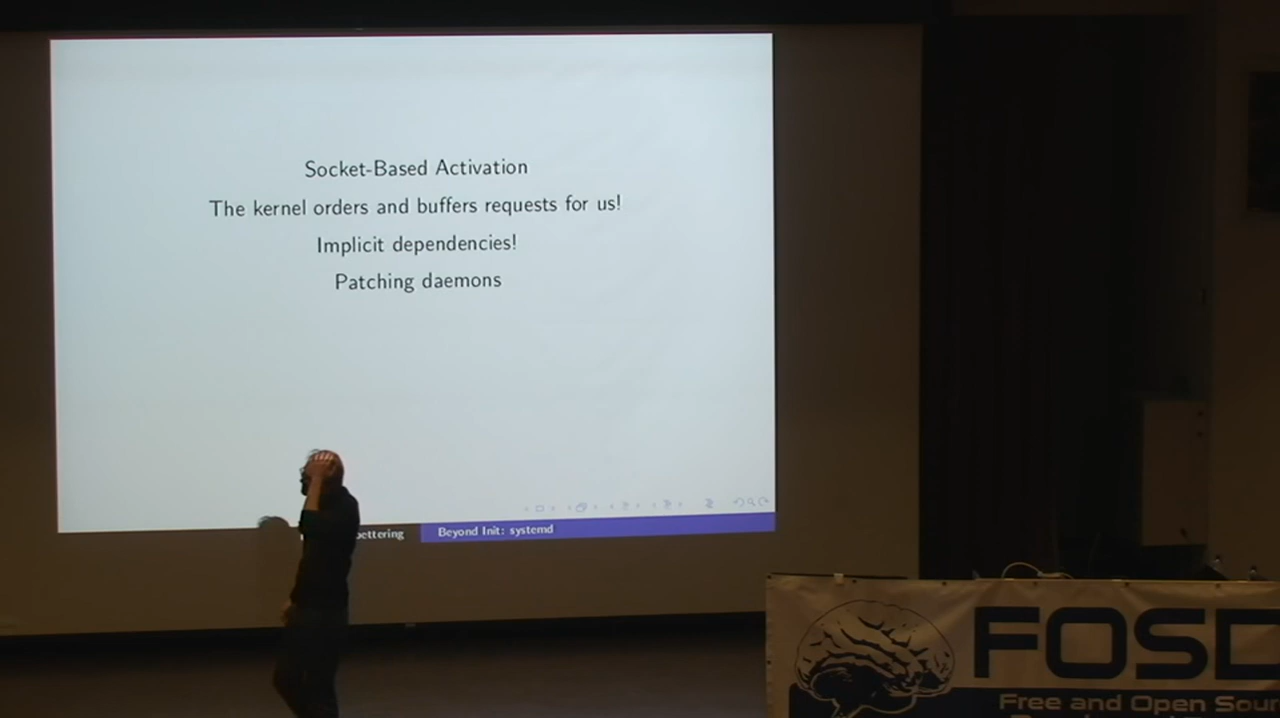 Socket-Based Activation
The kernel orders and buffers requests for us!
Implicit dependencies!
Patching daemons
Beyond Init: systemd
FOSD
Free and Open Sour